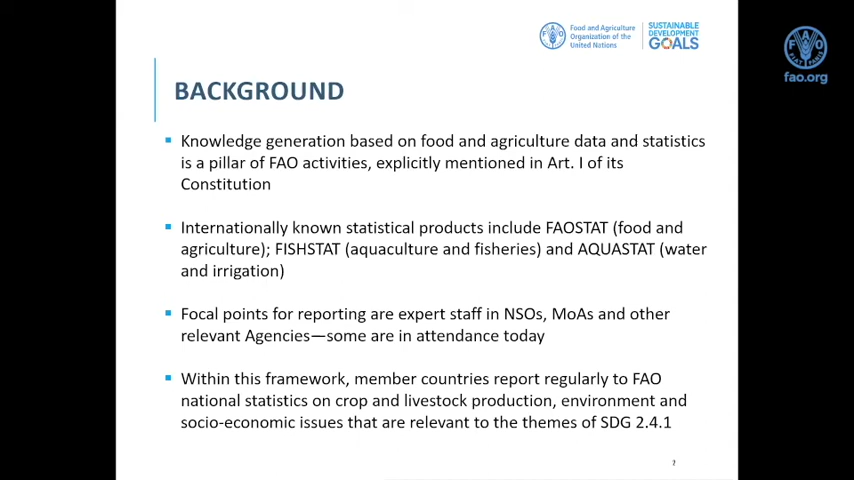 Food and Agriculture
Organization of the
United Nations
SUSTAINABLE
DEVELOPMENT
GOALS
FAO
FIAT PANIS
fao.org
BACKGROUND
Knowledge generation based on food and agriculture data and statistics
is a pillar of FAO activities, explicitly mentioned in Art. I of its
Constitution
Internationally known statistical products include FAOSTAT (food and
agriculture); FISHSTAT (aquaculture and fisheries) and AQUASTAT (water
and irrigation)
Focal points for reporting are expert staff in NSOs, MoAs and other
relevant Agencies—some are in attendance today
Within this framework, member countries report regularly to FAO
national statistics on crop and livestock production, environment and
socio-economic issues that are relevant to the themes of SDG 2.4.1
7